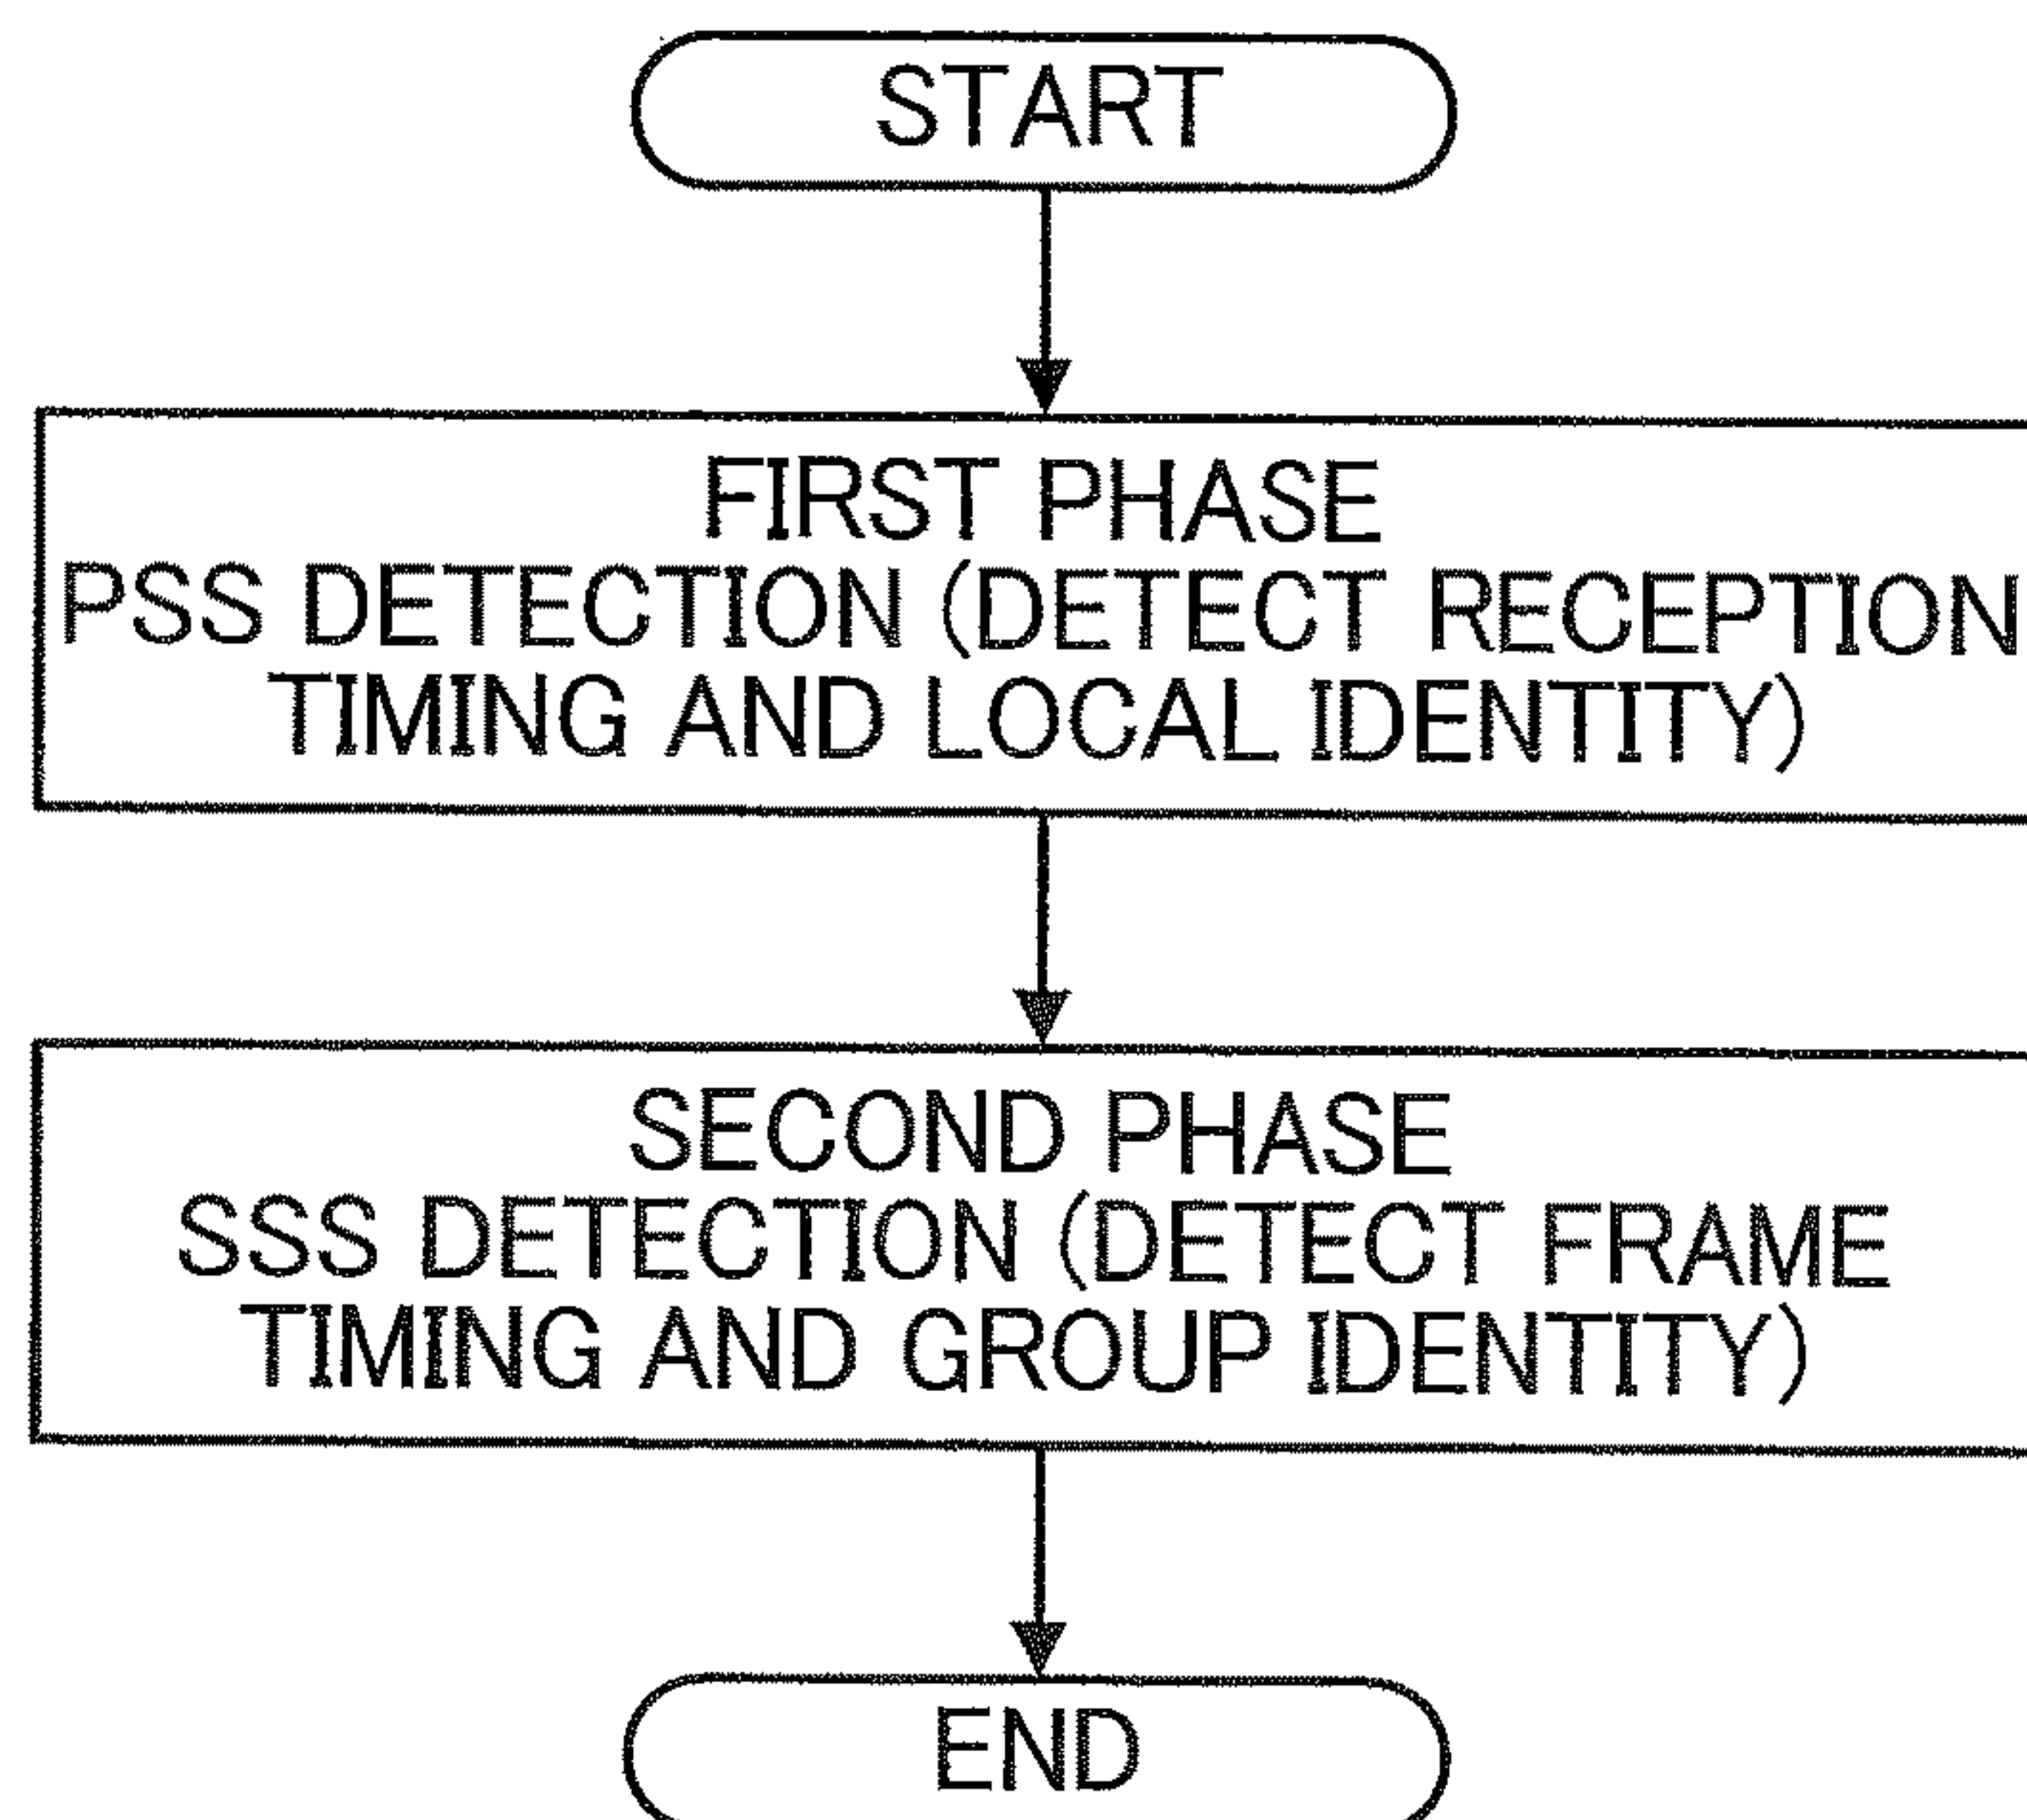 START
FIRST PHASE
PSS DETECTION (DETECT RECEPTION
TIMING AND LOCAL IDENTITY)
SECOND PHASE
SSS DETECTION (DETECT FRAME
TIMING AND GROUP IDENTITY)
END